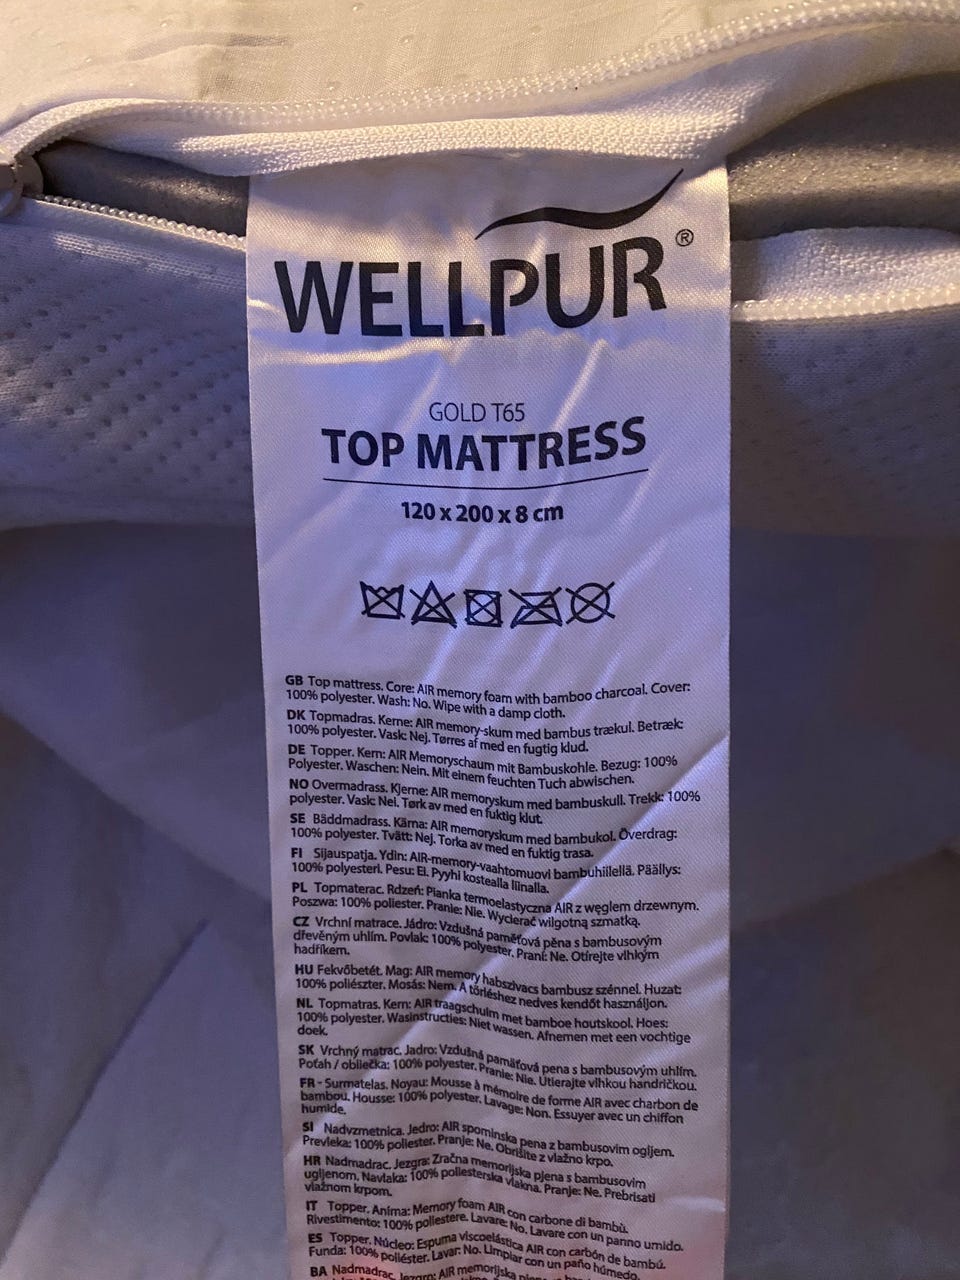 WELLPUR®
GOLD T65
TOP MATTRESS
120 x 200 x 8 cm
GB Top mattress. Core: AIR memory foam with bamboo charcoal. Cover:
100% polyester. Wash: No. Wipe with a damp cloth.
DK Topmadras. Kerne: AIR memory-skum med bambus trækul. Betræk:
100% polyester. Vask: Nej. Tørres af med en fugtig klud.
DE Topper. Kern: AIR Memoryschaum mit Bambuskohle. Bezug: 100%
Polyester. Waschen: Nein. Mit einem feuchten Tuch abwischen.
NO Overmadrass. Kjerne: AIR memoryskum med bambuskull. Trekk: 100%
polyester. Vask: Nei. Tørk av med en fuktig klut.
SE Bäddmadrass. Kärna: AIR memoryskum med bambukol. Överdrag:
100% polyester. Tvätt: Nej. Torka av med en fuktig trasa.
FI Sijauspatja. Ydin: AIR-memory-vaahtomuovi bambuhiilellä. Päällys:
100% polyesteri. Pesu: Ei. Pyyhi kostealla liinalla.
PL Topmaterac. Rdzeń: Pianka termoelastyczna AIR z węglem drzewnym.
Poszwa: 100% poliester. Pranie: Nie. Wycierać wilgotną szmatką.
CZ Vrchní matrace. Jádro: Vzdušná paměťová pěna s bambusovým
dřevěným uhlím. Povlak: 100% polyester. Praní: Ne. Otírejte vlhkým
hadříkem.
HU Fekvőbetét. Mag: AIR memory habszivacs bambusz szénnel. Huzat:
100% poliészter. Mosás: Nem. A törléshez nedves kendőt használjon.
NL Topmatras. Kern: AIR traagschuim met bamboe houtskool. Hoes:
100% polyester. Wasinstructies: Niet wassen. Afnemen met een vochtige
doek.
SK Vrchný matrac. Jadro: Vzdušná pamäťová pena s bambusovým uhlím.
Poťah / obliečka: 100% polyester. Pranie: Nie. Utierajte vlhkou handričkou.
FR - Surmatelas. Noyau: Mousse à mémoire de forme AIR avec charbon de
bambou. Housse: 100% polyester. Lavage: Non. Essuyer avec un chiffon
humide.
SI Nadvzmetnica. Jedro: AIR spominska pena z bambusovim ogljem.
Prevleka: 100% poliester. Pranje: Ne. Obrišite z vlažno krpo.
HR Nadmadrac. Jezgra: Zračna memorijska pjena s bambusovim
ugljenom. Navlaka: 100% poliesterska vlakna. Pranje: Ne. Prebrisati
vlažnom krpom.
IT Topper. Anima: Memory foam AIR con carbone di bambù.
Rivestimento: 100% poliestere. Lavare: No. Lavare con un panno umido.
ES Topper. Núcleo: Espuma viscoelástica AIR con carbón de bambú.
Funda: 100% poliéster. Lavar: No. Limpiar con un paño húmedo.
BA Nadmadrac. Jezgro: AIR memorijska